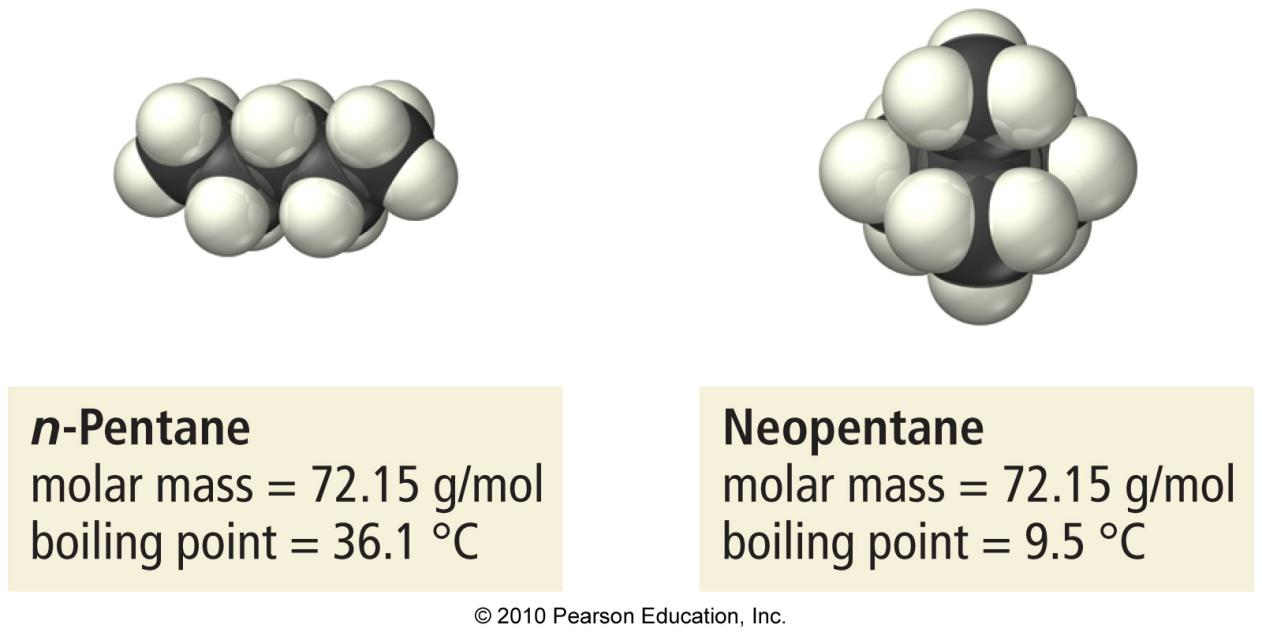 n-Pentane
molar mass = 72.15 g/mol
boiling point = 36.1 °C
Neopentane
molar mass = 72.15 g/mol
boiling point = 9.5 °C
© 2010 Pearson Education, Inc.